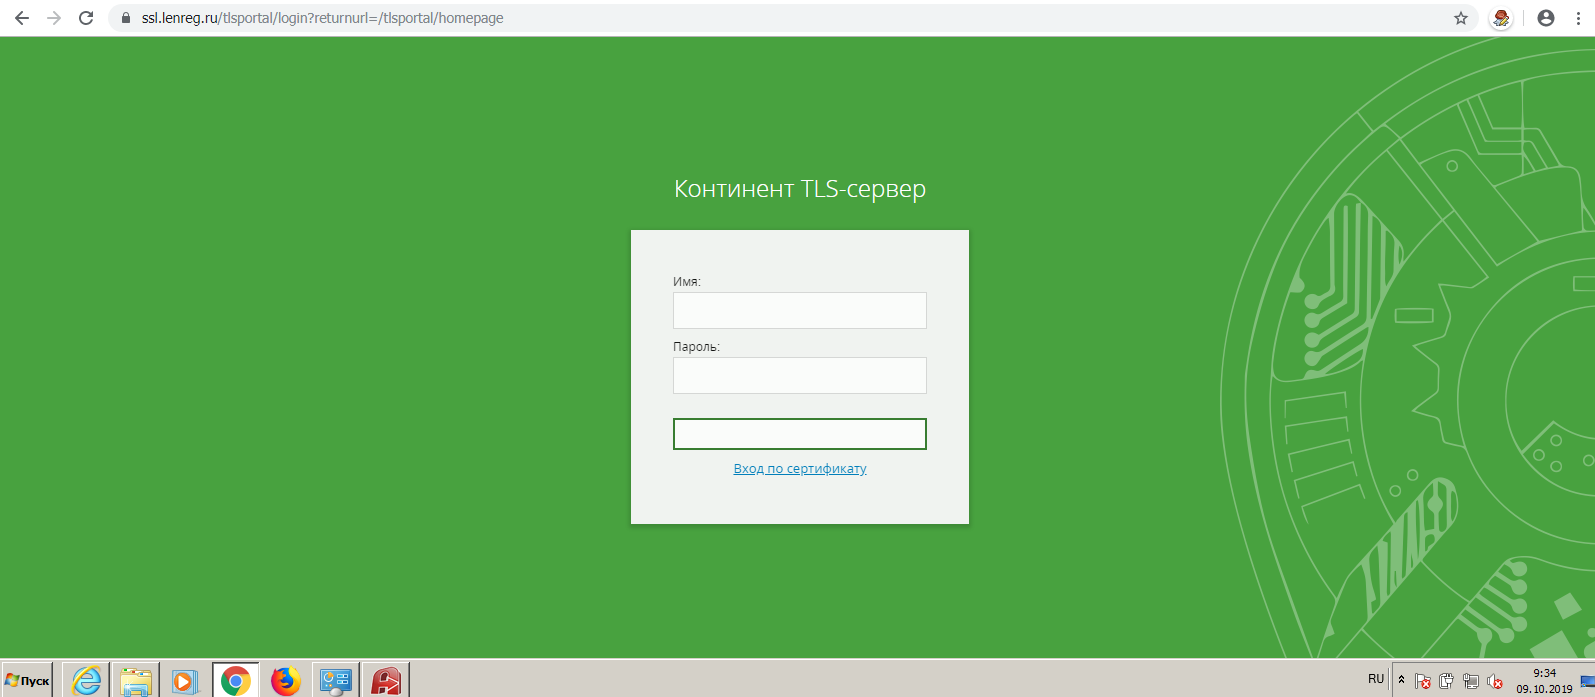 ssl.lenreg.ru/tlsportal/login?returnurl=/tlsportal/homepage
Континент TLS-сервер
Имя:
Пароль:
Вход по сертификату
Пуск
RU
9:34
09.10.2019